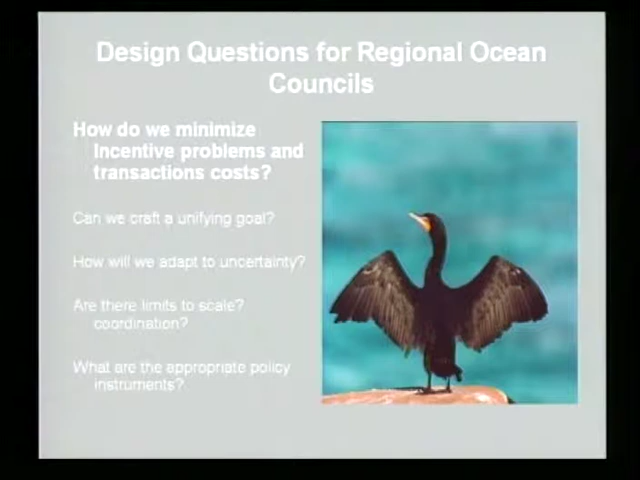 Design Questions for Regional Ocean
Councils
How do we minimize
Incentive problems and
transactions costs?
Can we craft a unifying goal?
How will we adapt to uncertainty?
Are there limits to scale?
coordination?
What are the appropriate policy
instruments?